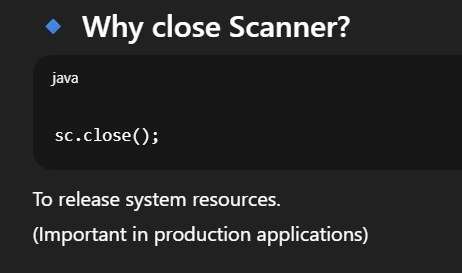 Why close Scanner?
java
sc.close();
To release system resources.
(Important in production applications)